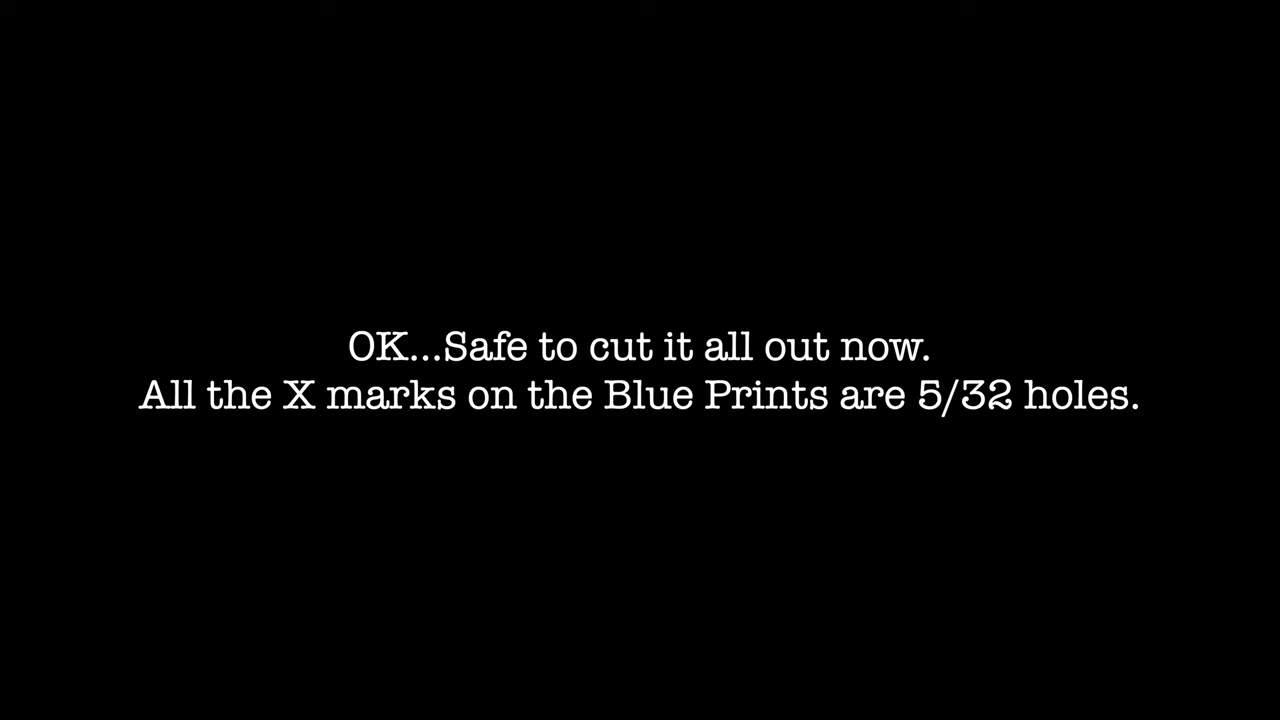 OK...Safe to cut it all out now.
All the X marks on the Blue Prints are 5/32 holes.